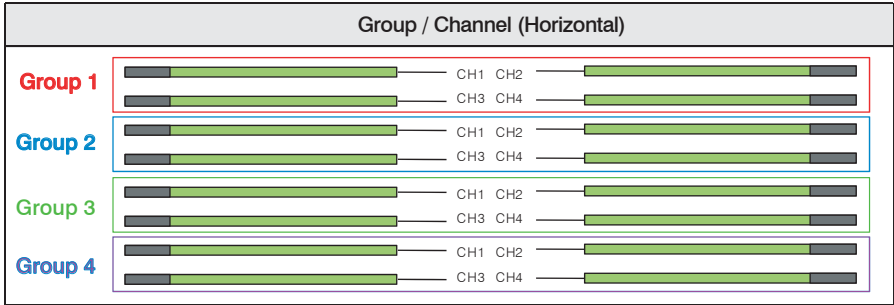 Group / Channel (Horizontal)
Group 1
CH1 CH2
CH3 CH4
Group 2
CH1 CH2
CH3 CH4
Group 3
CH1 CH2
CH3 CH4
Group 4
CH1 CH2
CH3 CH4